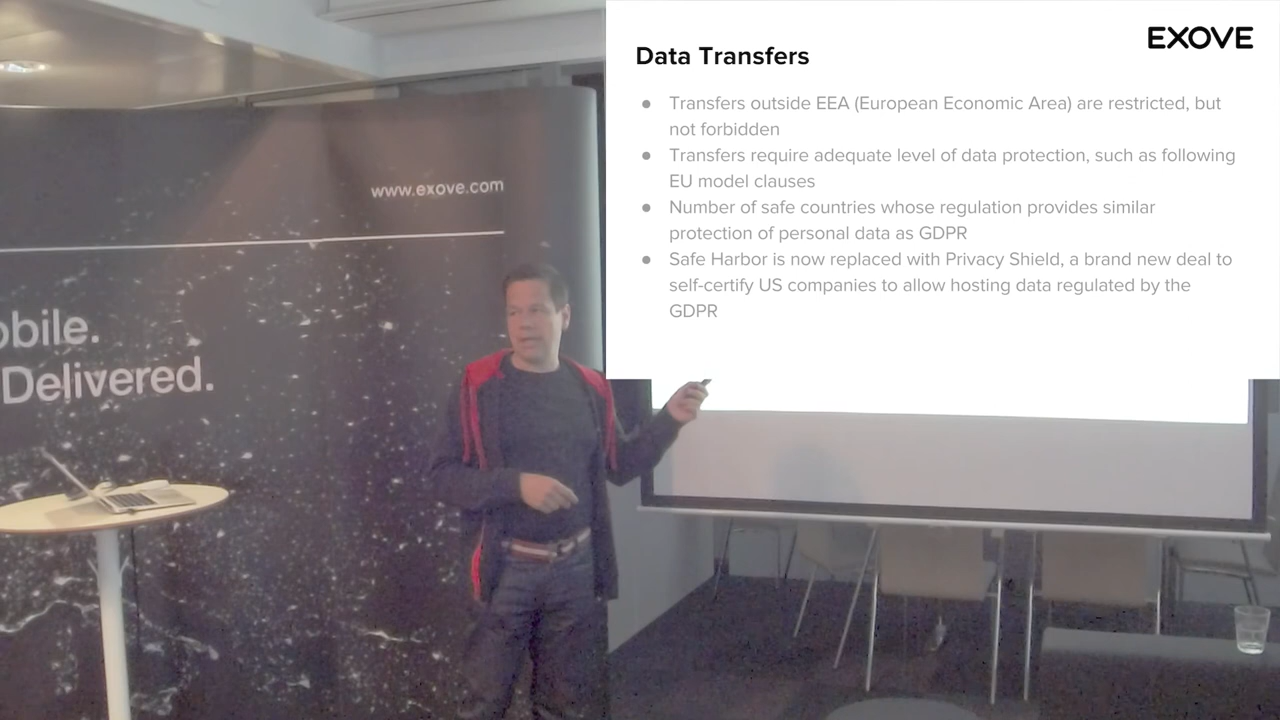 www.exove.com
obile.
Delivered.
EXOVE
Data Transfers
● Transfers outside EEA (European Economic Area) are restricted, but
not forbidden
● Transfers require adequate level of data protection, such as following
EU model clauses
● Number of safe countries whose regulation provides similar
protection of personal data as GDPR
● Safe Harbor is now replaced with Privacy Shield, a brand new deal to
self-certify US companies to allow hosting data regulated by the
GDPR